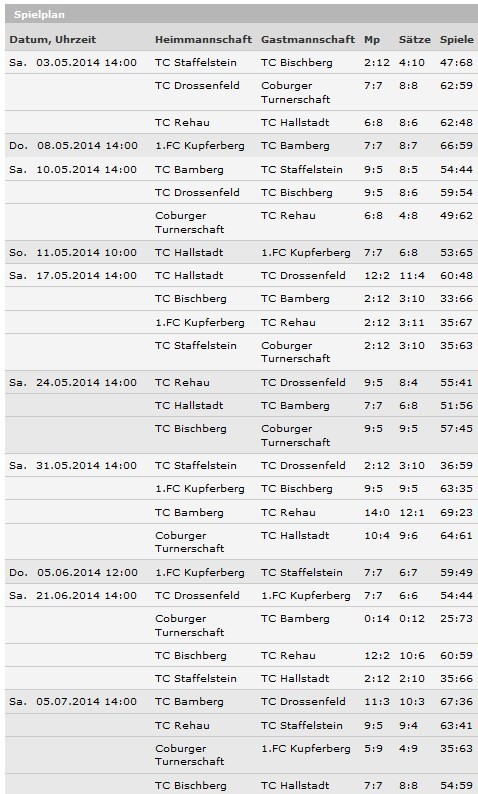 Spielplan
Datum, Uhrzeit Heimmannschaft Gastmannschaft Mp Sätze Spiele
Sa. 03.05.2014 14:00 TC Staffelstein TC Bischberg 2:12 4:10 47:68
TC Drossenfeld Coburger Turnerschaft 7:7 8:8 62:59
TC Rehau TC Hallstadt 6:8 8:6 62:48
Do. 08.05.2014 14:00 1.FC Kupferberg TC Bamberg 7:7 8:7 66:59
Sa. 10.05.2014 14:00 TC Bamberg TC Staffelstein 9:5 8:5 54:44
TC Drossenfeld TC Bischberg 9:5 8:6 59:54
Coburger Turnerschaft TC Rehau 6:8 4:8 49:62
So. 11.05.2014 10:00 TC Hallstadt 1.FC Kupferberg 7:7 6:8 53:65
Sa. 17.05.2014 14:00 TC Hallstadt TC Drossenfeld 12:2 11:4 60:48
TC Bischberg TC Bamberg 2:12 3:10 33:66
1.FC Kupferberg TC Rehau 2:12 3:11 35:67
TC Staffelstein Coburger Turnerschaft 2:12 3:10 35:63
Sa. 24.05.2014 14:00 TC Rehau TC Drossenfeld 9:5 8:4 55:41
TC Hallstadt TC Bamberg 7:7 6:8 51:56
TC Bischberg Coburger Turnerschaft 9:5 9:5 57:45
Sa. 31.05.2014 14:00 TC Staffelstein TC Drossenfeld 2:12 3:10 36:59
1.FC Kupferberg TC Bischberg 9:5 9:5 63:35
TC Bamberg TC Rehau 14:0 12:1 69:23
Coburger Turnerschaft TC Hallstadt 10:4 9:6 64:61
Do. 05.06.2014 12:00 1.FC Kupferberg TC Staffelstein 7:7 6:7 59:49
Sa. 21.06.2014 14:00 TC Drossenfeld 1.FC Kupferberg 7:7 6:6 54:44
Coburger Turnerschaft TC Bamberg 0:14 0:12 25:73
TC Bischberg TC Rehau 12:2 10:6 60:59
TC Staffelstein TC Hallstadt 2:12 2:10 35:66
Sa. 05.07.2014 14:00 TC Bamberg TC Drossenfeld 11:3 10:3 67:36
TC Rehau TC Staffelstein 9:5 9:4 63:41
Coburger Turnerschaft 1.FC Kupferberg 5:9 4:9 35:63
TC Bischberg TC Hallstadt 7:7 8:8 54:59